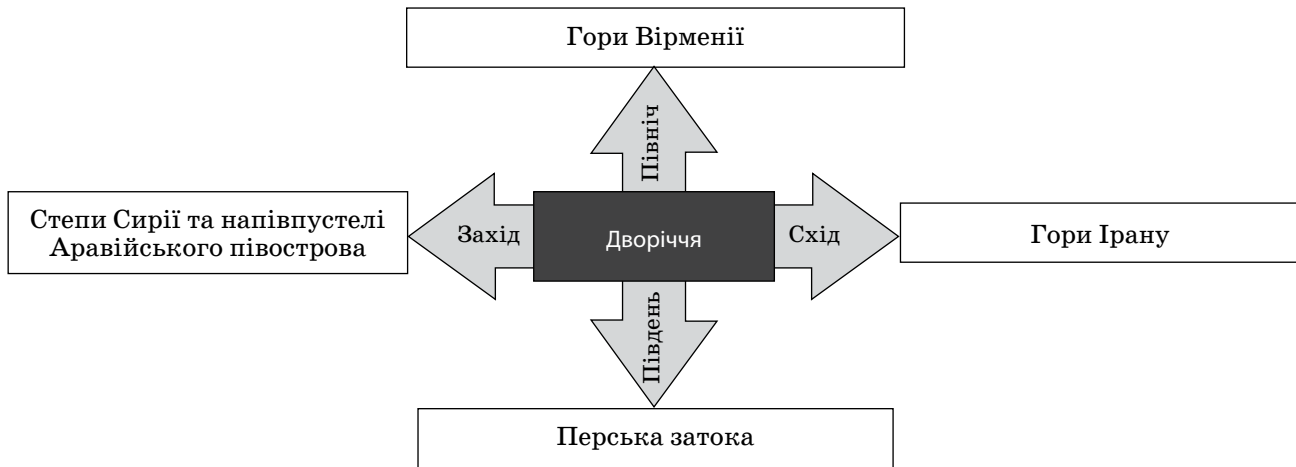 Гори Вірменії
Північ
Степи Сирії та напівпустелі
Аравійського півострова
Захід
Дворіччя
Схід
Гори Ірану
Південь
Перська затока